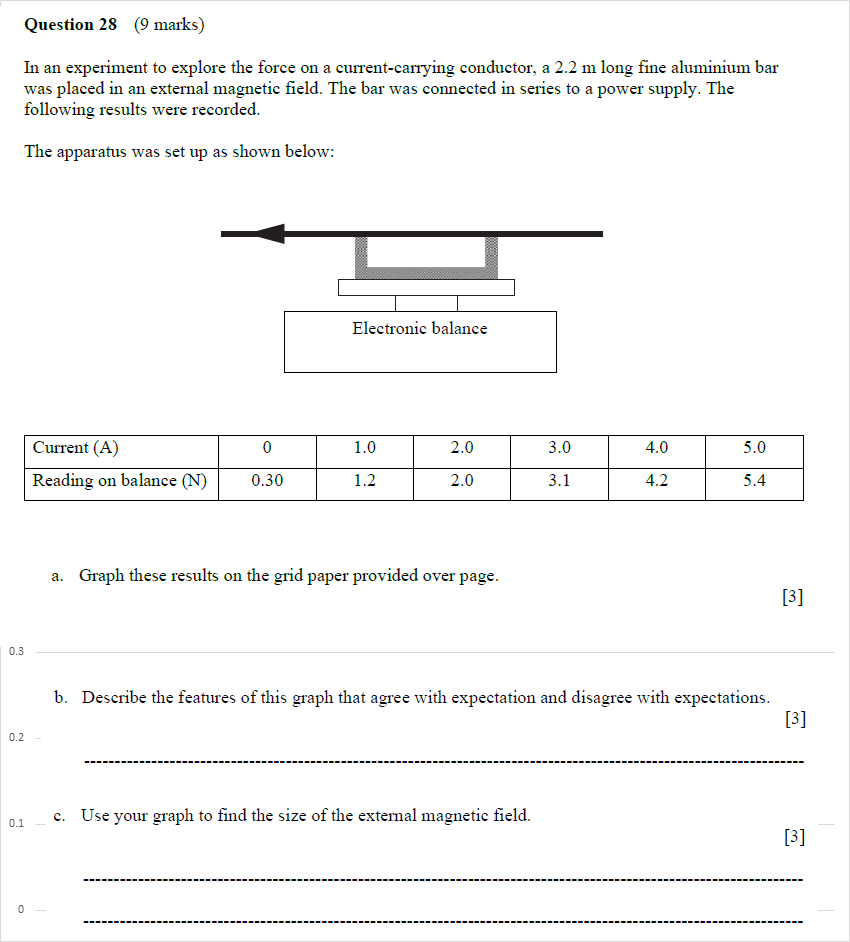 Question 28 (9 marks)
In an experiment to explore the force on a current-carrying conductor, a 2.2 m long fine aluminium bar
was placed in an external magnetic field. The bar was connected in series to a power supply. The
following results were recorded.
The apparatus was set up as shown below:
Electronic balance
Current (A) 0 1.0 2.0 3.0 4.0 5.0
Reading on balance (N) 0.30 1.2 2.0 3.1 4.2 5.4
a. Graph these results on the grid paper provided over page.
[3]
0.3
b. Describe the features of this graph that agree with expectation and disagree with expectations.
[3]
0.2
c. Use your graph to find the size of the external magnetic field.
0.1
[3]
0